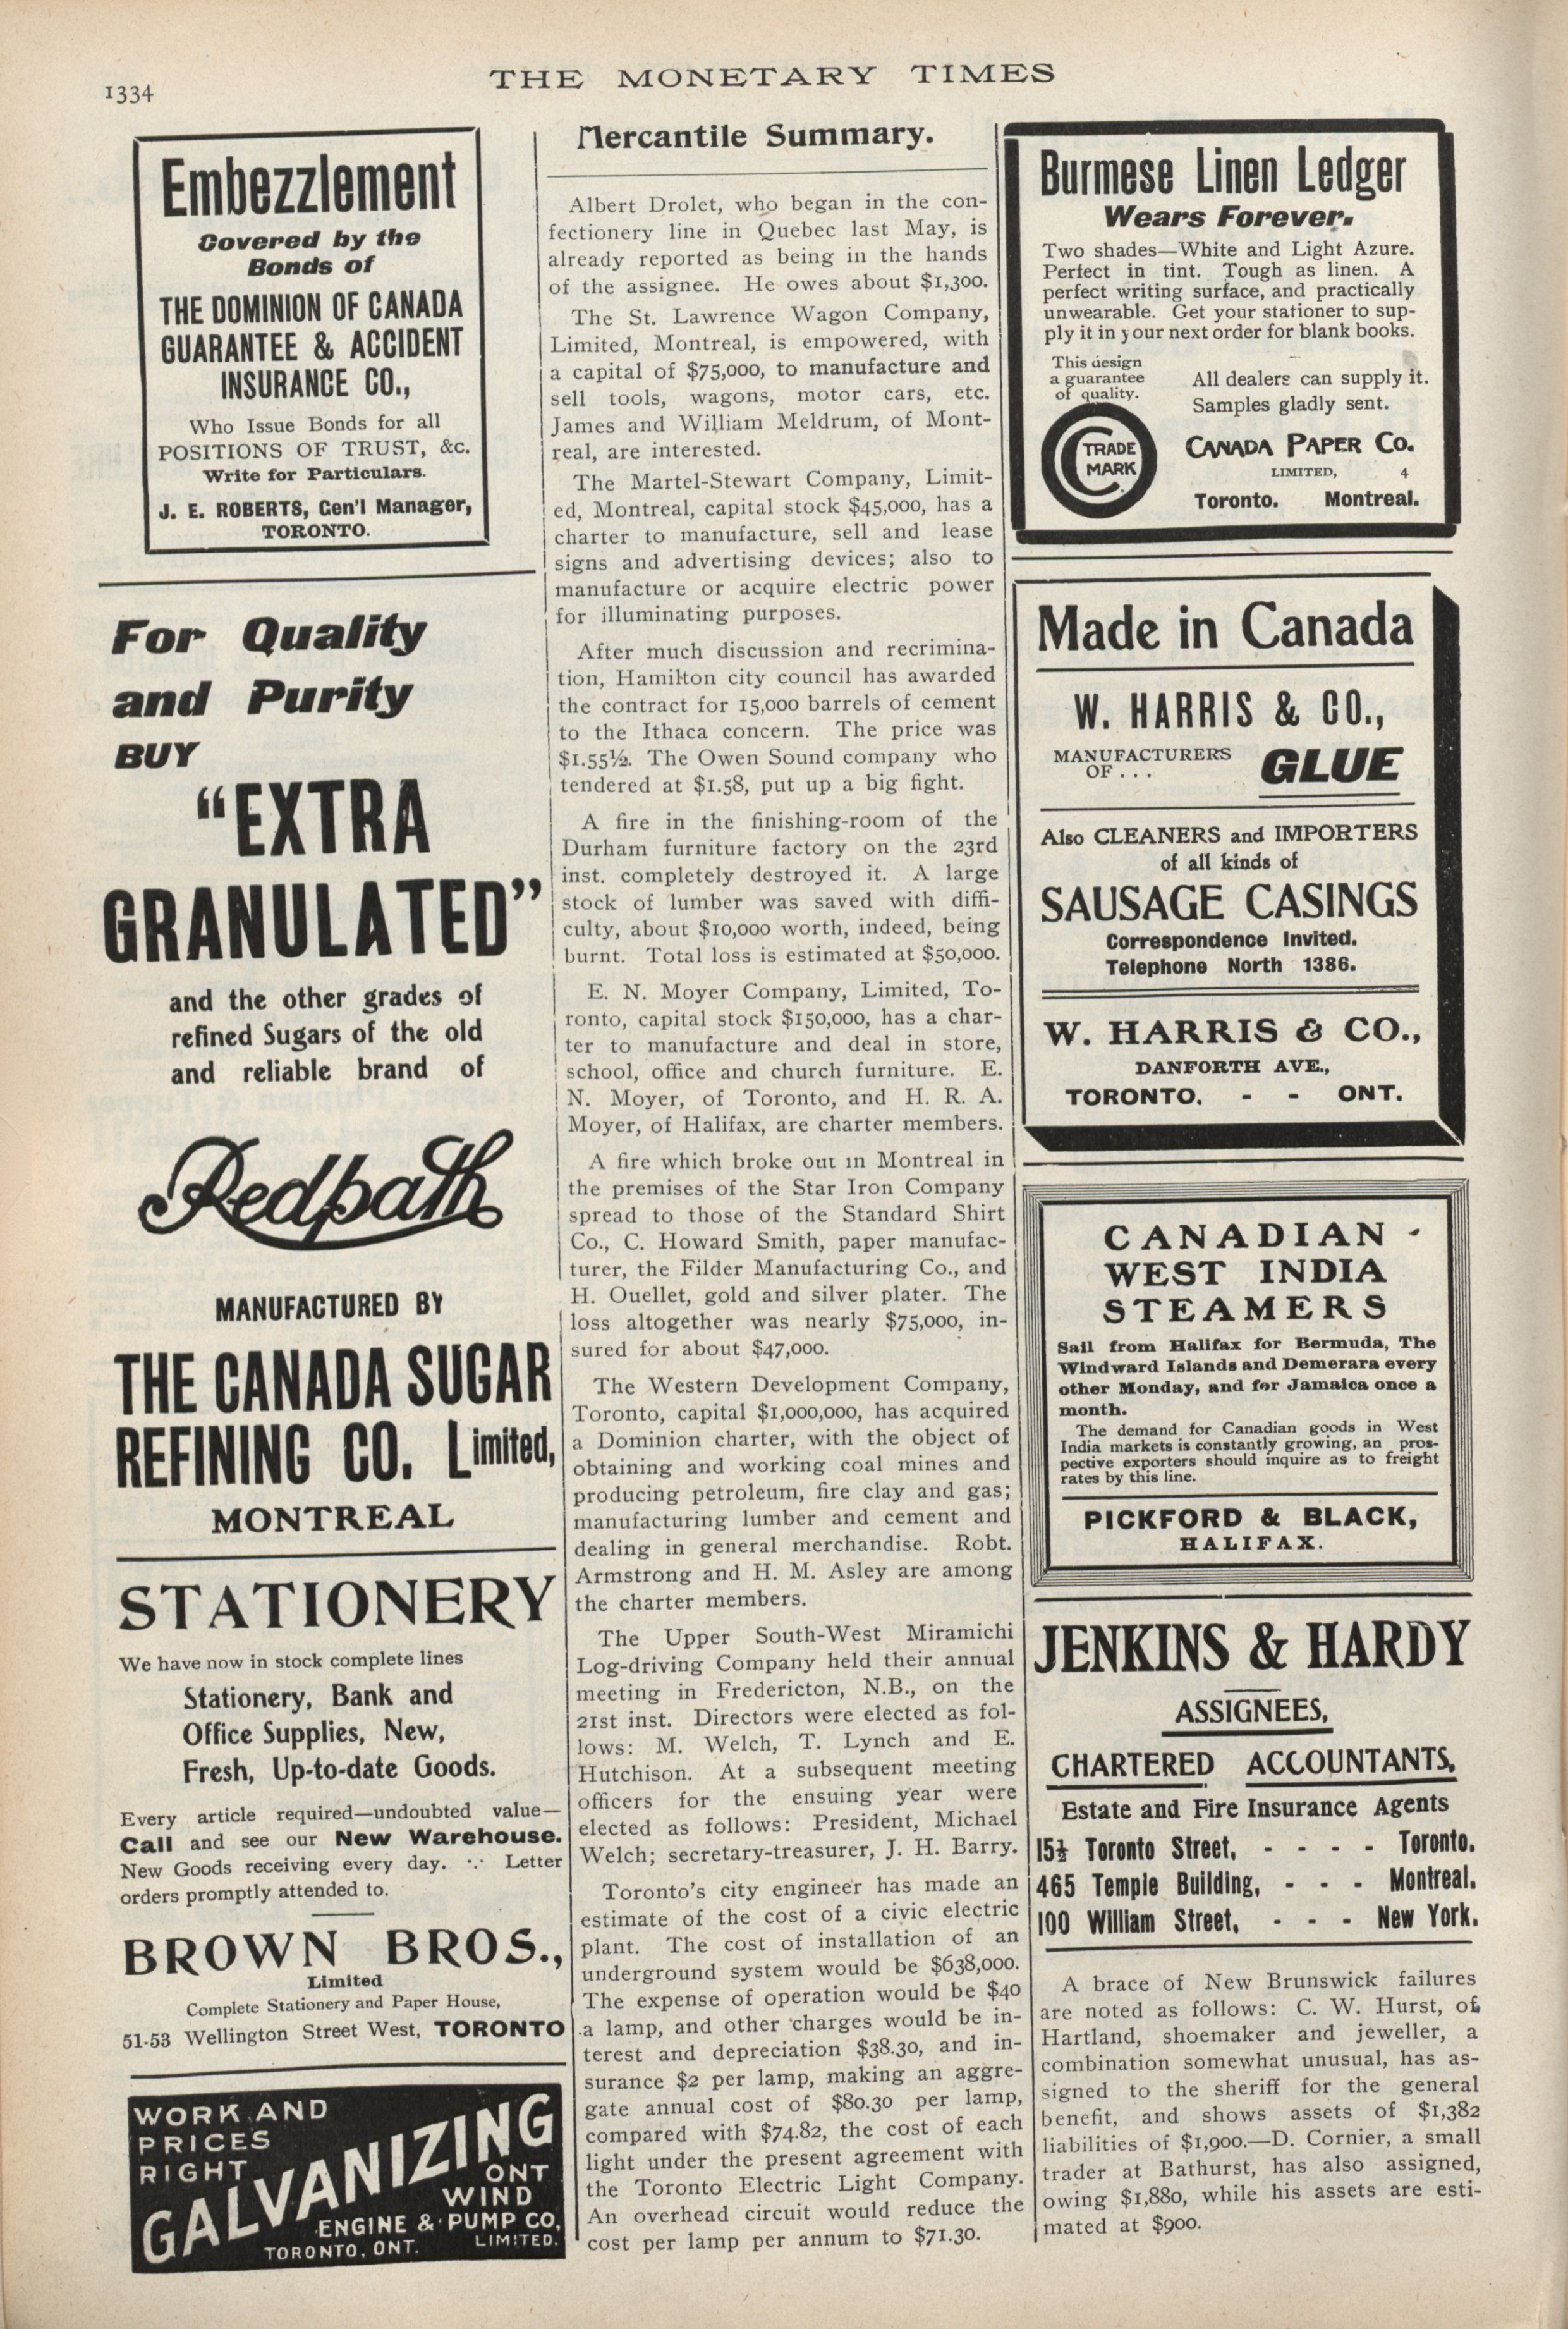 1334
THE MONETARY TIMES
Embezzlement
Covered by the
Bonds of
THE DOMINION OF CANADA
GUARANTEE & ACCIDENT
INSURANCE CO.,
Who Issue Bonds for all
POSITIONS OF TRUST, &c.
Write for Particulars.
J. E. ROBERTS, Gen'l Manager,
TORONTO.
For Quality
and Purity
BUY
"EXTRA
GRANULATED"
and the other grades of
refined Sugars of the old
and reliable brand of
Redpath
MANUFACTURED BY
THE CANADA SUGAR
REFINING CO. Limited,
MONTREAL
STATIONERY
We have now in stock complete lines
Stationery, Bank and
Office Supplies, New,
Fresh, Up-to-date Goods.
Every article required—undoubted value—
Call and see our New Warehouse.
New Goods receiving every day. ∵ Letter
orders promptly attended to.
BROWN BROS.,
Limited
Complete Stationery and Paper House,
51-53 Wellington Street West, TORONTO
WORK AND
PRICES
RIGHT
GALVANIZING
ONT
WIND
ENGINE & PUMP CO,
LIMITED.
TORONTO, ONT.
Mercantile Summary.
Albert Drolet, who began in the con-
fectionery line in Quebec last May, is
already reported as being in the hands
of the assignee. He owes about $1,300.
The St. Lawrence Wagon Company,
Limited, Montreal, is empowered, with
a capital of $75,000, to manufacture and
sell tools, wagons, motor cars, etc.
James and William Meldrum, of Mont-
real, are interested.
The Martel-Stewart Company, Limit-
ed, Montreal, capital stock $45,000, has a
charter to manufacture, sell and lease
signs and advertising devices; also to
manufacture or acquire electric power
for illuminating purposes.
After much discussion and recrimina-
tion, Hamilton city council has awarded
the contract for 15,000 barrels of cement
to the Ithaca concern. The price was
$1.55½. The Owen Sound company who
tendered at $1.58, put up a big fight.
A fire in the finishing-room of the
Durham furniture factory on the 23rd
inst. completely destroyed it. A large
stock of lumber was saved with diffi-
culty, about $10,000 worth, indeed, being
burnt. Total loss is estimated at $50,000.
E. N. Moyer Company, Limited, To-
ronto, capital stock $150,000, has a char-
ter to manufacture and deal in store,
school, office and church furniture. E.
N. Moyer, of Toronto, and H. R. A.
Moyer, of Halifax, are charter members.
A fire which broke out in Montreal in
the premises of the Star Iron Company
spread to those of the Standard Shirt
Co., C. Howard Smith, paper manufac-
turer, the Filder Manufacturing Co., and
H. Ouellet, gold and silver plater. The
loss altogether was nearly $75,000, in-
sured for about $47,000.
The Western Development Company,
Toronto, capital $1,000,000, has acquired
a Dominion charter, with the object of
obtaining and working coal mines and
producing petroleum, fire clay and gas;
manufacturing lumber and cement and
dealing in general merchandise. Robt.
Armstrong and H. M. Asley are among
the charter members.
The Upper South-West Miramichi
Log-driving Company held their annual
meeting in Fredericton, N.B., on the
21st inst. Directors were elected as fol-
lows: M. Welch, T. Lynch and E.
Hutchison. At a subsequent meeting
officers for the ensuing year were
elected as follows: President, Michael
Welch; secretary-treasurer, J. H. Barry.
Toronto's city engineer has made an
estimate of the cost of a civic electric
plant. The cost of installation of an
underground system would be $638,000.
The expense of operation would be $40
a lamp, and other charges would be in-
terest and depreciation $38.30, and in-
surance $2 per lamp, making an aggre-
gate annual cost of $80.30 per lamp,
compared with $74.82, the cost of each
light under the present agreement with
the Toronto Electric Light Company.
An overhead circuit would reduce the
cost per lamp per annum to $71.30.
Burmese Linen Ledger
Wears Forever.
Two shades—White and Light Azure.
Perfect in tint. Tough as linen. A
perfect writing surface, and practically
unwearable. Get your stationer to sup-
ply it in your next order for blank books.
This design
a guarantee
of quality.
TRADE
MARK
All dealers can supply it.
Samples gladly sent.
CANADA PAPER CO.
LIMITED, 4
Toronto. Montreal.
Made in Canada
W. HARRIS & CO.,
MANUFACTURERS
OF . . .
GLUE
Also CLEANERS and IMPORTERS
of all kinds of
SAUSAGE CASINGS
Correspondence Invited.
Telephone North 1386.
W. HARRIS & CO.,
DANFORTH AVE.,
TORONTO, - - ONT.
CANADIAN -
WEST INDIA
STEAMERS
Sail from Halifax for Bermuda, The
Windward Islands and Demerara every
other Monday, and for Jamaica once a
month.
The demand for Canadian goods in West
India markets is constantly growing, an pros-
pective exporters should inquire as to freight
rates by this line.
PICKFORD & BLACK,
HALIFAX.
JENKINS & HARDY
ASSIGNEES,
CHARTERED ACCOUNTANTS,
Estate and Fire Insurance Agents
15½ Toronto Street, - - - - Toronto.
465 Temple Building, - - - Montreal.
100 William Street, - - - New York.
A brace of New Brunswick failures
are noted as follows: C. W. Hurst, of
Hartland, shoemaker and jeweller, a
combination somewhat unusual, has as-
signed to the sheriff for the general
benefit, and shows assets of $1,382
liabilities of $1,900.—D. Cornier, a small
trader at Bathurst, has also assigned,
owing $1,880, while his assets are esti-
mated at $900.